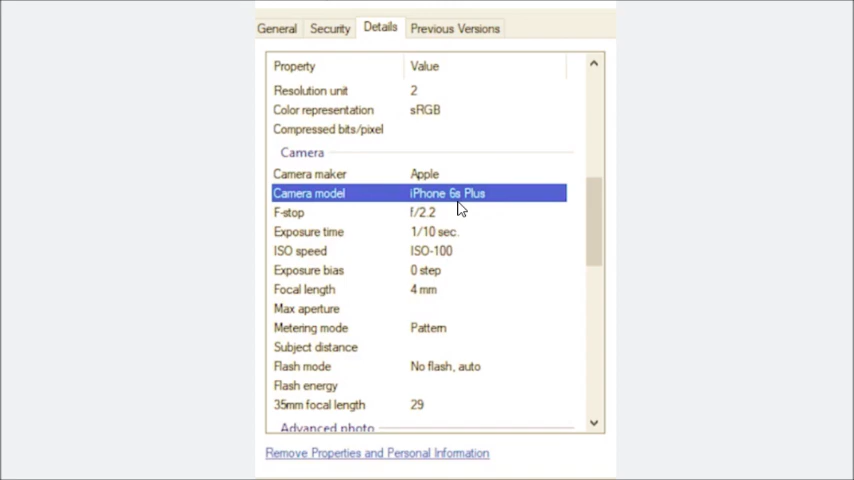 General Security Details Previous Versions
Property Value
Resolution unit 2
Color representation sRGB
Compressed bits/pixel
Camera
Camera maker Apple
Camera model iPhone 6s Plus
F-stop f/2.2
Exposure time 1/10 sec.
ISO speed ISO-100
Exposure bias 0 step
Focal length 4 mm
Max aperture
Metering mode Pattern
Subject distance
Flash mode No flash, auto
Flash energy
35mm focal length 29
Advanced photo
Remove Properties and Personal Information